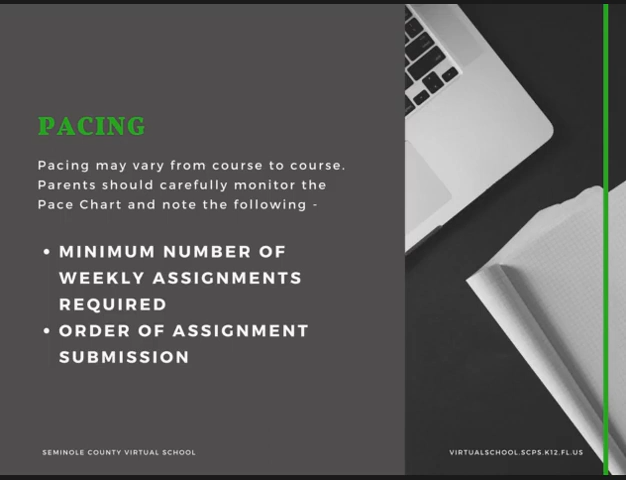 PACING
Pacing may vary from course to course.
Parents should carefully monitor the
Pace Chart and note the following -
• MINIMUM NUMBER OF
WEEKLY ASSIGNMENTS
REQUIRED
• ORDER OF ASSIGNMENT
SUBMISSION
SEMINOLE COUNTY VIRTUAL SCHOOL
VIRTUALSCHOOL.SCPS.K12.FL.US